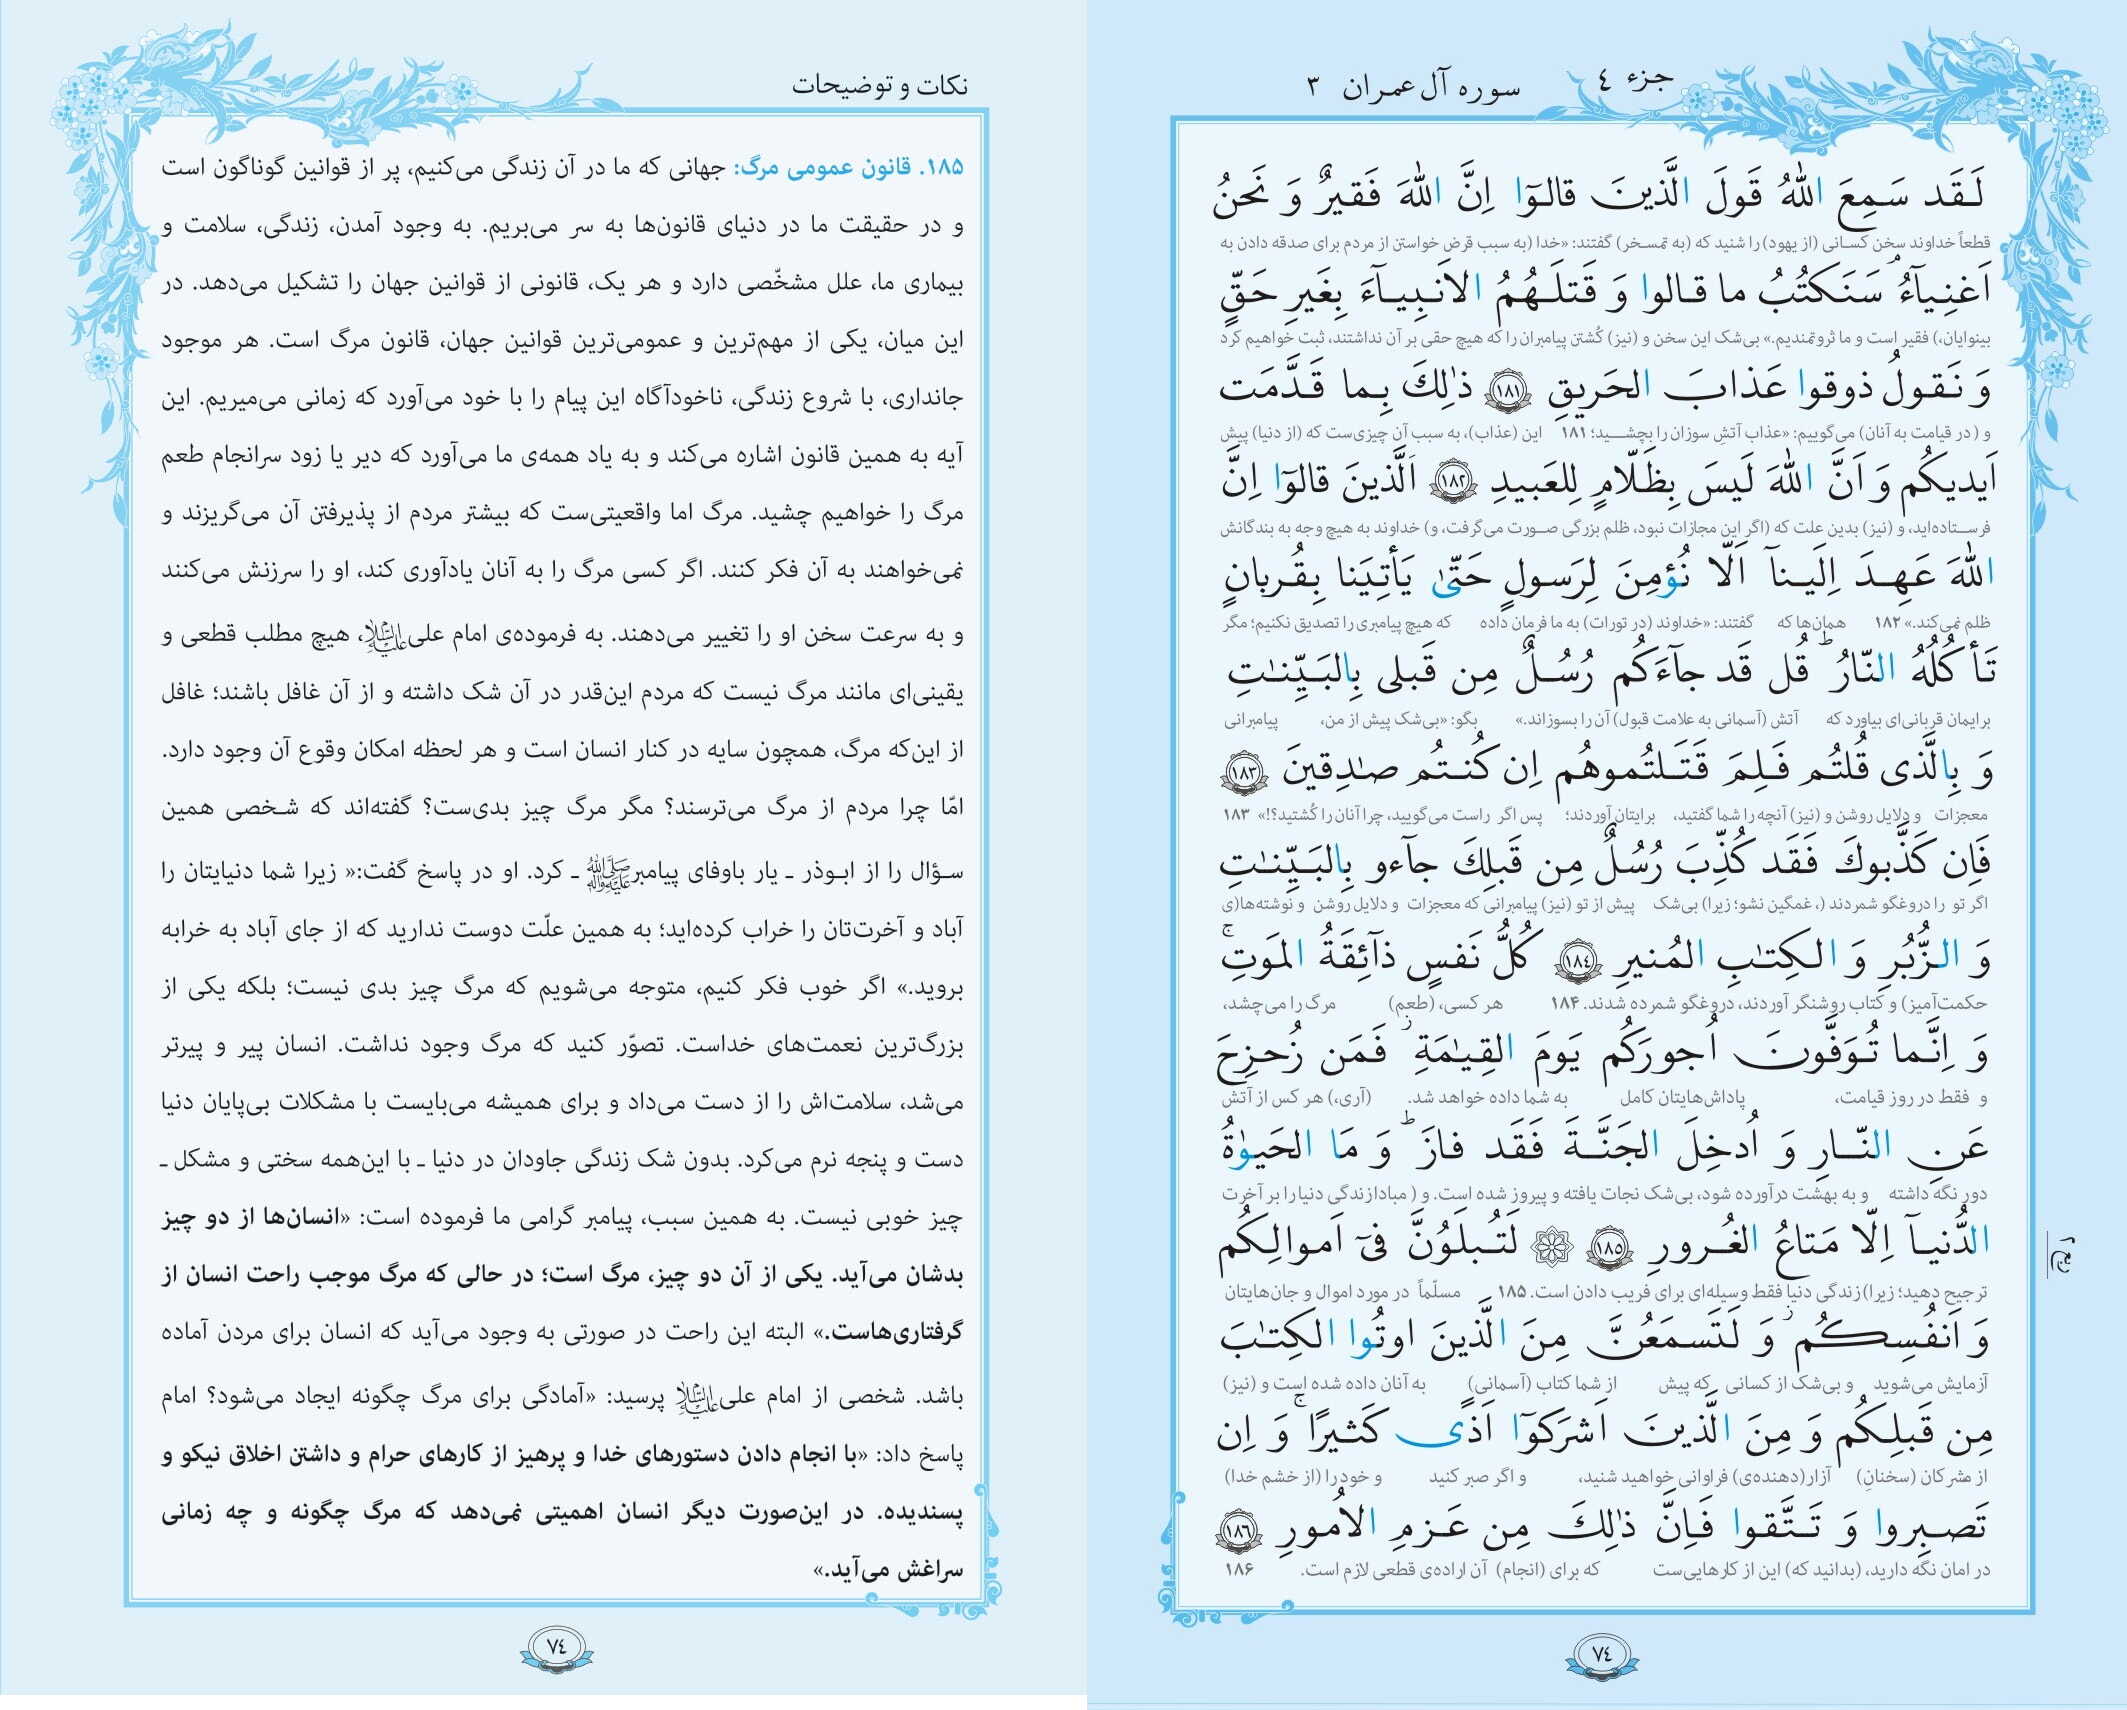 جزء ٤
سوره آل عمران ٣
لَقَد سَمِعَ اللّٰهُ قَولَ الَّذینَ قالوٓا اِنَّ اللّٰهَ فَقیرٌ وَ نَحنُ
قطعاً خداوند سخن کسانی (از یهود) را شنید که (به تمسخر) گفتند: «خدا (به سبب قرض خواستن از مردم برای صدقه دادن به
اَغنِیآءُ ۘ سَنَکتُبُ ما قالوا وَ قَتلَهُمُ الاَنبِیآءَ بِغَیرِ حَقٍّ
بینوایان،) فقیر است و ما ثروتمندیم.» بی‌شک این سخن و (نیز) کُشتن پیامبران را که هیچ حقی بر آن نداشتند، ثبت خواهیم کرد
وَ نَقولُ ذوقوا عَذابَ الحَریقِ ١٨١ ذٰلِكَ بِما قَدَّمَت
و (در قیامت به آنان) می‌گوییم: «عذاب آتش سوزان را بچشید؛ ۱۸۱ این (عذاب)، به سبب آن چیزی‌ست که (از دنیا) پیش
اَیدیکُم وَ اَنَّ اللّٰهَ لَیسَ بِظَلّامٍ لِلعَبیدِ ١٨٢ اَلَّذینَ قالوٓا اِنَّ
فرستاده‌اید، و (نیز) بدین علت که (اگر این مجازات نبود، ظلم بزرگی صورت می‌گرفت، و) خداوند به هیچ وجه به بندگانش
اللّٰهَ عَهِدَ اِلَینآ اَلّا نُؤمِنَ لِرَسولٍ حَتّیٰ یَأتِیَنا بِقُربانٍ
ظلم نمی‌کند.» ۱۸۲ همان‌ها که گفتند: «خداوند (در تورات) به ما فرمان داده که هیچ پیامبری را تصدیق نکنیم؛ مگر
تَأکُلُهُ النّارُ ؕ قُل قَد جآءَکُم رُسُلٌ مِن قَبلی بِالبَیِّنٰتِ
برایمان قربانی‌ای بیاورد که آتش (آسمانی به علامت قبول) آن را بسوزاند.» بگو: «بی‌شک پیش از من، پیامبرانی
وَ بِالَّذی قُلتُم فَلِمَ قَتَلتُموهُم اِن کُنتُم صٰدِقینَ ١٨٣
معجزات و دلایل روشن و (نیز) آنچه را شما گفتید، برایتان آوردند؛ پس اگر راست می‌گویید، چرا آنان را کُشتید؟!» ۱۸۳
فَاِن کَذَّبوكَ فَقَد کُذِّبَ رُسُلٌ مِن قَبلِكَ جآءو بِالبَیِّنٰتِ
اگر تو را دروغگو شمردند (، غمگین نشو؛ زیرا) بی‌شک پیش از تو (نیز) پیامبرانی که معجزات و دلایل روشن و نوشته‌ها(ی
وَ الزُّبُرِ وَ الکِتٰبِ المُنیرِ ١٨٤ کُلُّ نَفسٍ ذآئِقَةُ المَوتِ ۚ
حکمت‌آمیز) و کتاب روشنگر آوردند، دروغگو شمرده شدند. ۱۸۴ هر کسی، (طعم) مرگ را می‌چشد،
وَ اِنَّما تُوَفَّونَ اُجورَکُم یَومَ القِیٰمَةِ ۖ فَمَن زُحزِحَ
و فقط در روز قیامت، پاداش‌هایتان کامل به شما داده خواهد شد. (آری،) هر کس از آتش
عَنِ النّارِ وَ اُدخِلَ الجَنَّةَ فَقَد فازَ ؕ وَ مَا الحَیوٰةُ
دور نگه داشته و به بهشت درآورده شود، بی‌شک نجات یافته و پیروز شده است. و (مبادا زندگی دنیا را بر آخرت
الدُّنیآ اِلّا مَتاعُ الغُرورِ ١٨٥ لَتُبلَوُنَّ فیٓ اَموالِکُم
ترجیح دهید؛ زیرا) زندگی دنیا فقط وسیله‌ای برای فریب دادن است. ۱۸۵ مسلّماً در مورد اموال و جان‌هایتان
وَ اَنفُسِکُم وَ لَتَسمَعُنَّ مِنَ الَّذینَ اوتُوا الکِتٰبَ
آزمایش می‌شوید و بی‌شک از کسانی که پیش از شما کتاب (آسمانی) به آنان داده شده است و (نیز)
مِن قَبلِکُم وَ مِنَ الَّذینَ اَشرَکوٓا اَذًی کَثیرًا ۚ وَ اِن
از مشرکان (سخنانِ) آزار(دهنده‌ی) فراوانی خواهید شنید، و اگر صبر کنید و خود را (از خشم خدا)
تَصبِروا وَ تَتَّقوا فَاِنَّ ذٰلِكَ مِن عَزمِ الاُمورِ ١٨٦
در امان نگه دارید، (بدانید که) این از کارهایی‌ست که برای (انجام) آن اراده‌ی قطعی لازم است. ۱۸۶
٧٤
نکات و توضیحات
۱۸۵. قانون عمومی مرگ: جهانی که ما در آن زندگی می‌کنیم، پر از قوانین گوناگون است
و در حقیقت ما در دنیای قانون‌ها به سر می‌بریم. به وجود آمدن، زندگی، سلامت و
بیماری ما، علل مشخّصی دارد و هر یک، قانونی از قوانین جهان را تشکیل می‌دهد. در
این میان، یکی از مهم‌ترین و عمومی‌ترین قوانین جهان، قانون مرگ است. هر موجود
جانداری، با شروع زندگی، ناخودآگاه این پیام را با خود می‌آورد که زمانی می‌میریم. این
آیه به همین قانون اشاره می‌کند و به یاد همه‌ی ما می‌آورد که دیر یا زود سرانجام طعم
مرگ را خواهیم چشید. مرگ اما واقعیتی‌ست که بیشتر مردم از پذیرفتن آن می‌گریزند و
نمی‌خواهند به آن فکر کنند. اگر کسی مرگ را به آنان یادآوری کند، او را سرزنش می‌کنند
و به سرعت سخن او را تغییر می‌دهند. به فرموده‌ی امام علی علیه‌السلام، هیچ مطلب قطعی و
یقینی‌ای مانند مرگ نیست که مردم این‌قدر در آن شک داشته و از آن غافل باشند؛ غافل
از این‌که مرگ، همچون سایه در کنار انسان است و هر لحظه امکان وقوع آن وجود دارد.
امّا چرا مردم از مرگ می‌ترسند؟ مگر مرگ چیز بدی‌ست؟ گفته‌اند که شخصی همین
سؤال را از ابوذر ـ یار باوفای پیامبر صلی‌الله علیه وآله ـ کرد. او در پاسخ گفت:« زیرا شما دنیایتان را
آباد و آخرت‌تان را خراب کرده‌اید؛ به همین علّت دوست ندارید که از جای آباد به خرابه
بروید.» اگر خوب فکر کنیم، متوجه می‌شویم که مرگ چیز بدی نیست؛ بلکه یکی از
بزرگ‌ترین نعمت‌های خداست. تصوّر کنید که مرگ وجود نداشت. انسان پیر و پیرتر
می‌شد، سلامت‌اش را از دست می‌داد و برای همیشه می‌بایست با مشکلات بی‌پایان دنیا
دست و پنجه نرم می‌کرد. بدون شک زندگی جاودان در دنیا ـ با این‌همه سختی و مشکل ـ
چیز خوبی نیست. به همین سبب، پیامبر گرامی ما فرموده است: «انسان‌ها از دو چیز
بدشان می‌آید. یکی از آن دو چیز، مرگ است؛ در حالی که مرگ موجب راحت انسان از
گرفتاری‌هاست.» البته این راحت در صورتی به وجود می‌آید که انسان برای مردن آماده
باشد. شخصی از امام علی علیه‌السلام پرسید: «آمادگی برای مرگ چگونه ایجاد می‌شود؟ امام
پاسخ داد: «با انجام دادن دستورهای خدا و پرهیز از کارهای حرام و داشتن اخلاق نیکو و
پسندیده. در این‌صورت دیگر انسان اهمیتی نمی‌دهد که مرگ چگونه و چه زمانی
سراغش می‌آید.»
٧٤